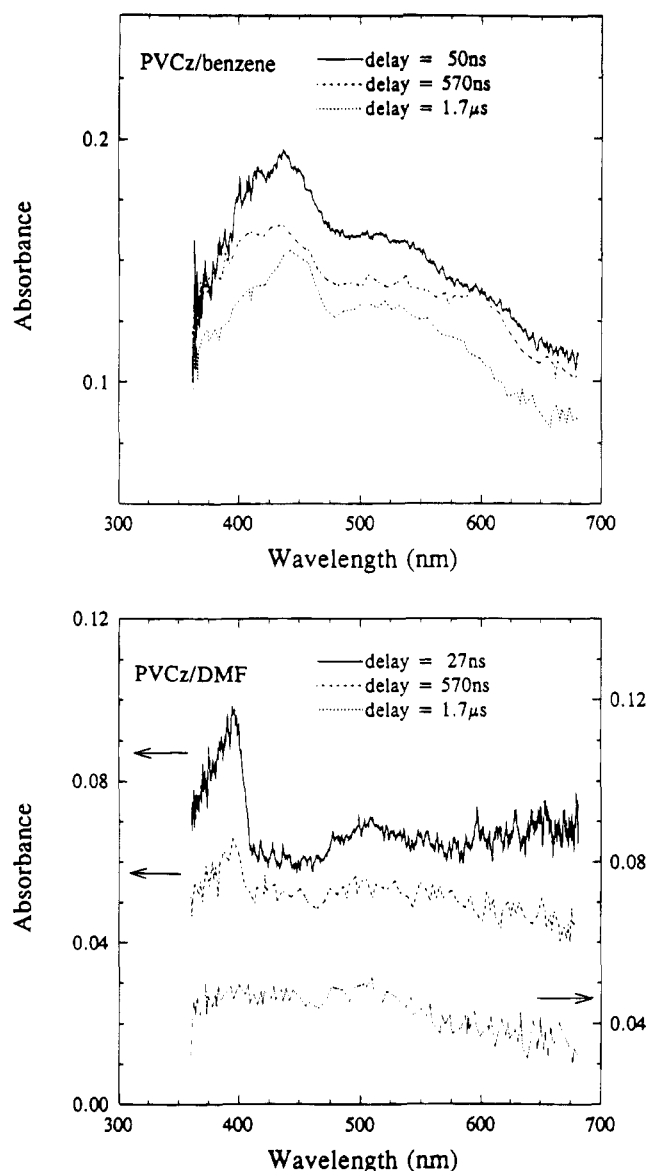 PVCz/benzene
delay = 50ns
delay = 570ns
delay = 1.7μs
0.2
0.1
Absorbance
300 400 500 600 700
Wavelength (nm)
0.12
PVCz/DMF
delay = 27ns
delay = 570ns
delay = 1.7μs
0.12
0.08
0.08
0.04
0.04
0.00
Absorbance
300 400 500 600 700
Wavelength (nm)